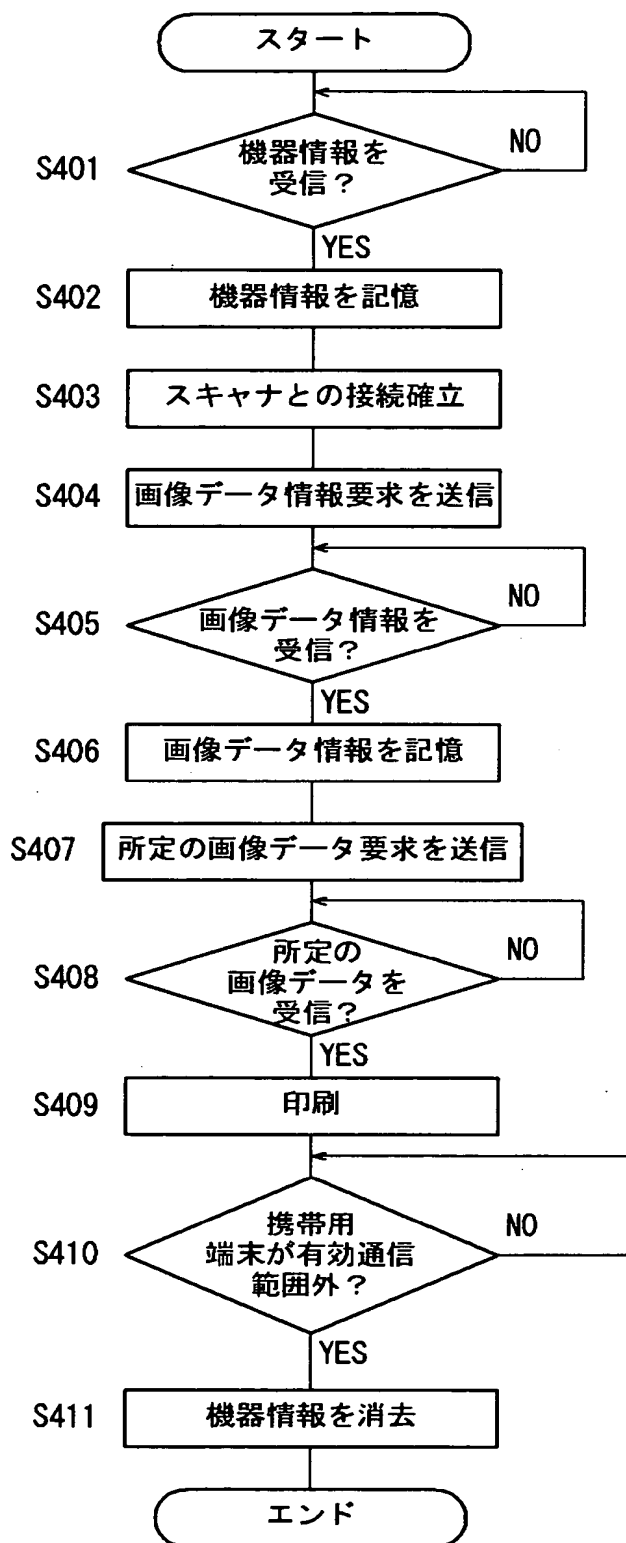 スタート
S401
機器情報を
受信?
NO
YES
S402
機器情報を記憶
S403
スキャナとの接続確立
S404
画像データ情報要求を送信
S405
画像データ情報を
受信?
NO
YES
S406
画像データ情報を記憶
S407
所定の画像データ要求を送信
S408
所定の
画像データを
受信?
NO
YES
S409
印刷
S410
携帯用
端末が有効通信
範囲外?
NO
YES
S411
機器情報を消去
エンド